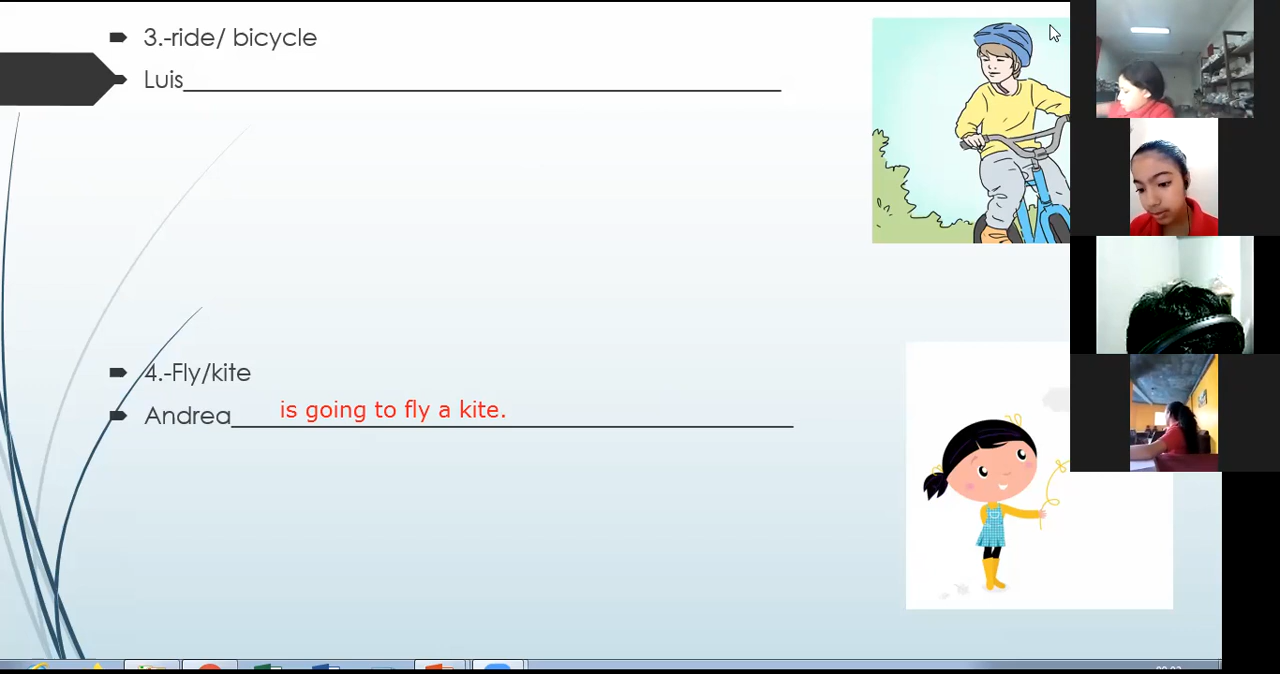 3.-ride/ bicycle
Luis
4.-Fly/kite
Andrea is going to fly a kite.